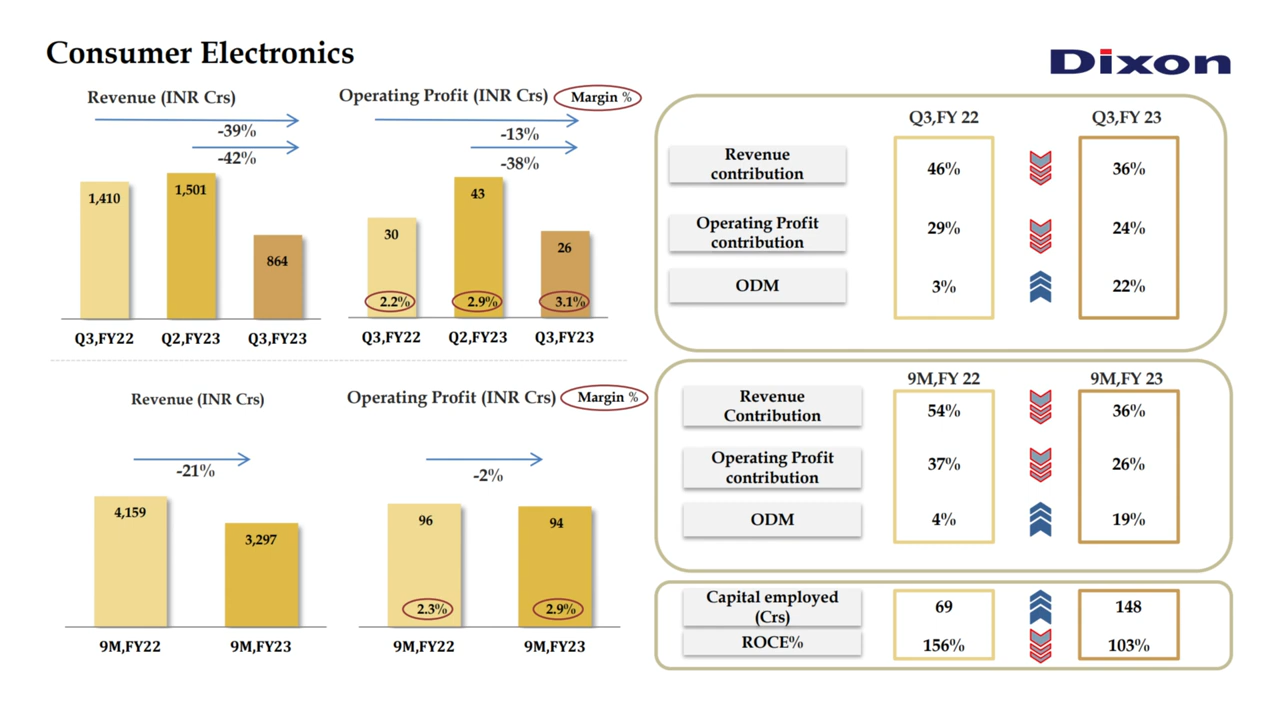 Consumer Electronics
Dixon
Revenue (INR Crs)
-39%
-42%
1,410
1,501
864
Q3,FY22 Q2,FY23 Q3,FY23
Operating Profit (INR Crs) Margin %
-13%
-38%
30
43
26
2.2% 2.9% 3.1%
Q3,FY22 Q2,FY23 Q3,FY23
Q3,FY 22 Q3,FY 23
Revenue
contribution
46% 36%
Operating Profit
contribution
29% 24%
ODM 3% 22%
Revenue (INR Crs)
-21%
4,159
3,297
9M,FY22 9M,FY23
Operating Profit (INR Crs) Margin %
-2%
96 94
2.3% 2.9%
9M,FY22 9M,FY23
9M,FY 22 9M,FY 23
Revenue
Contribution
54% 36%
Operating Profit
contribution
37% 26%
ODM 4% 19%
Capital employed
(Crs)
69 148
ROCE% 156% 103%